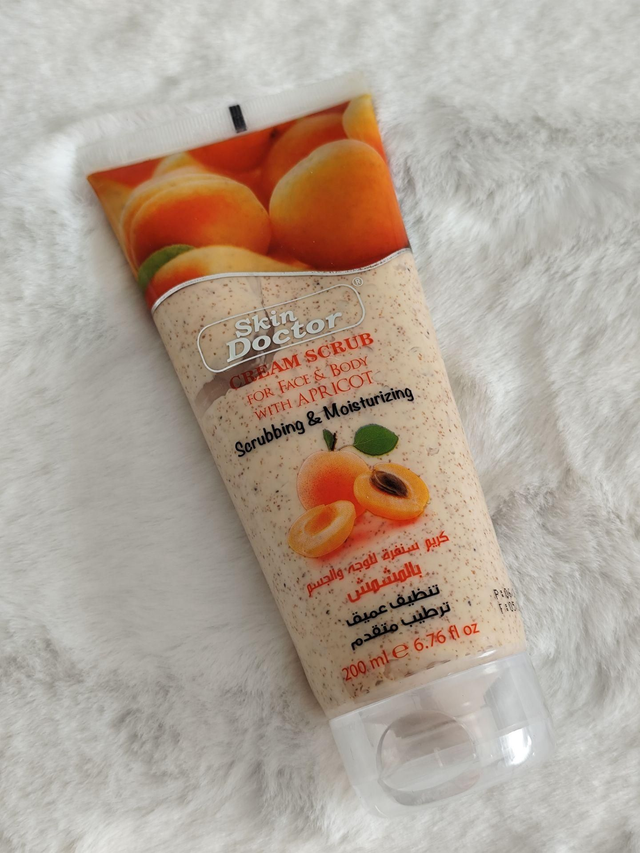 Skin
Doctor®
CREAM SCRUB
FOR FACE & BODY
WITH APRICOT
Scrubbing & Moisturizing
كريم سنفرة للوجه والجسم
بالمشمش
تنظيف عميق
ترطيب متقدم
200 ml e 6.76 fl oz